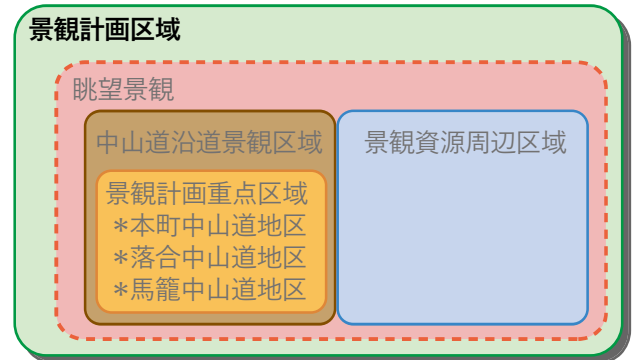 景観計画区域
眺望景観
中山道沿道景観区域
景観資源周辺区域
景観計画重点区域
＊本町中山道地区
＊落合中山道地区
＊馬籠中山道地区